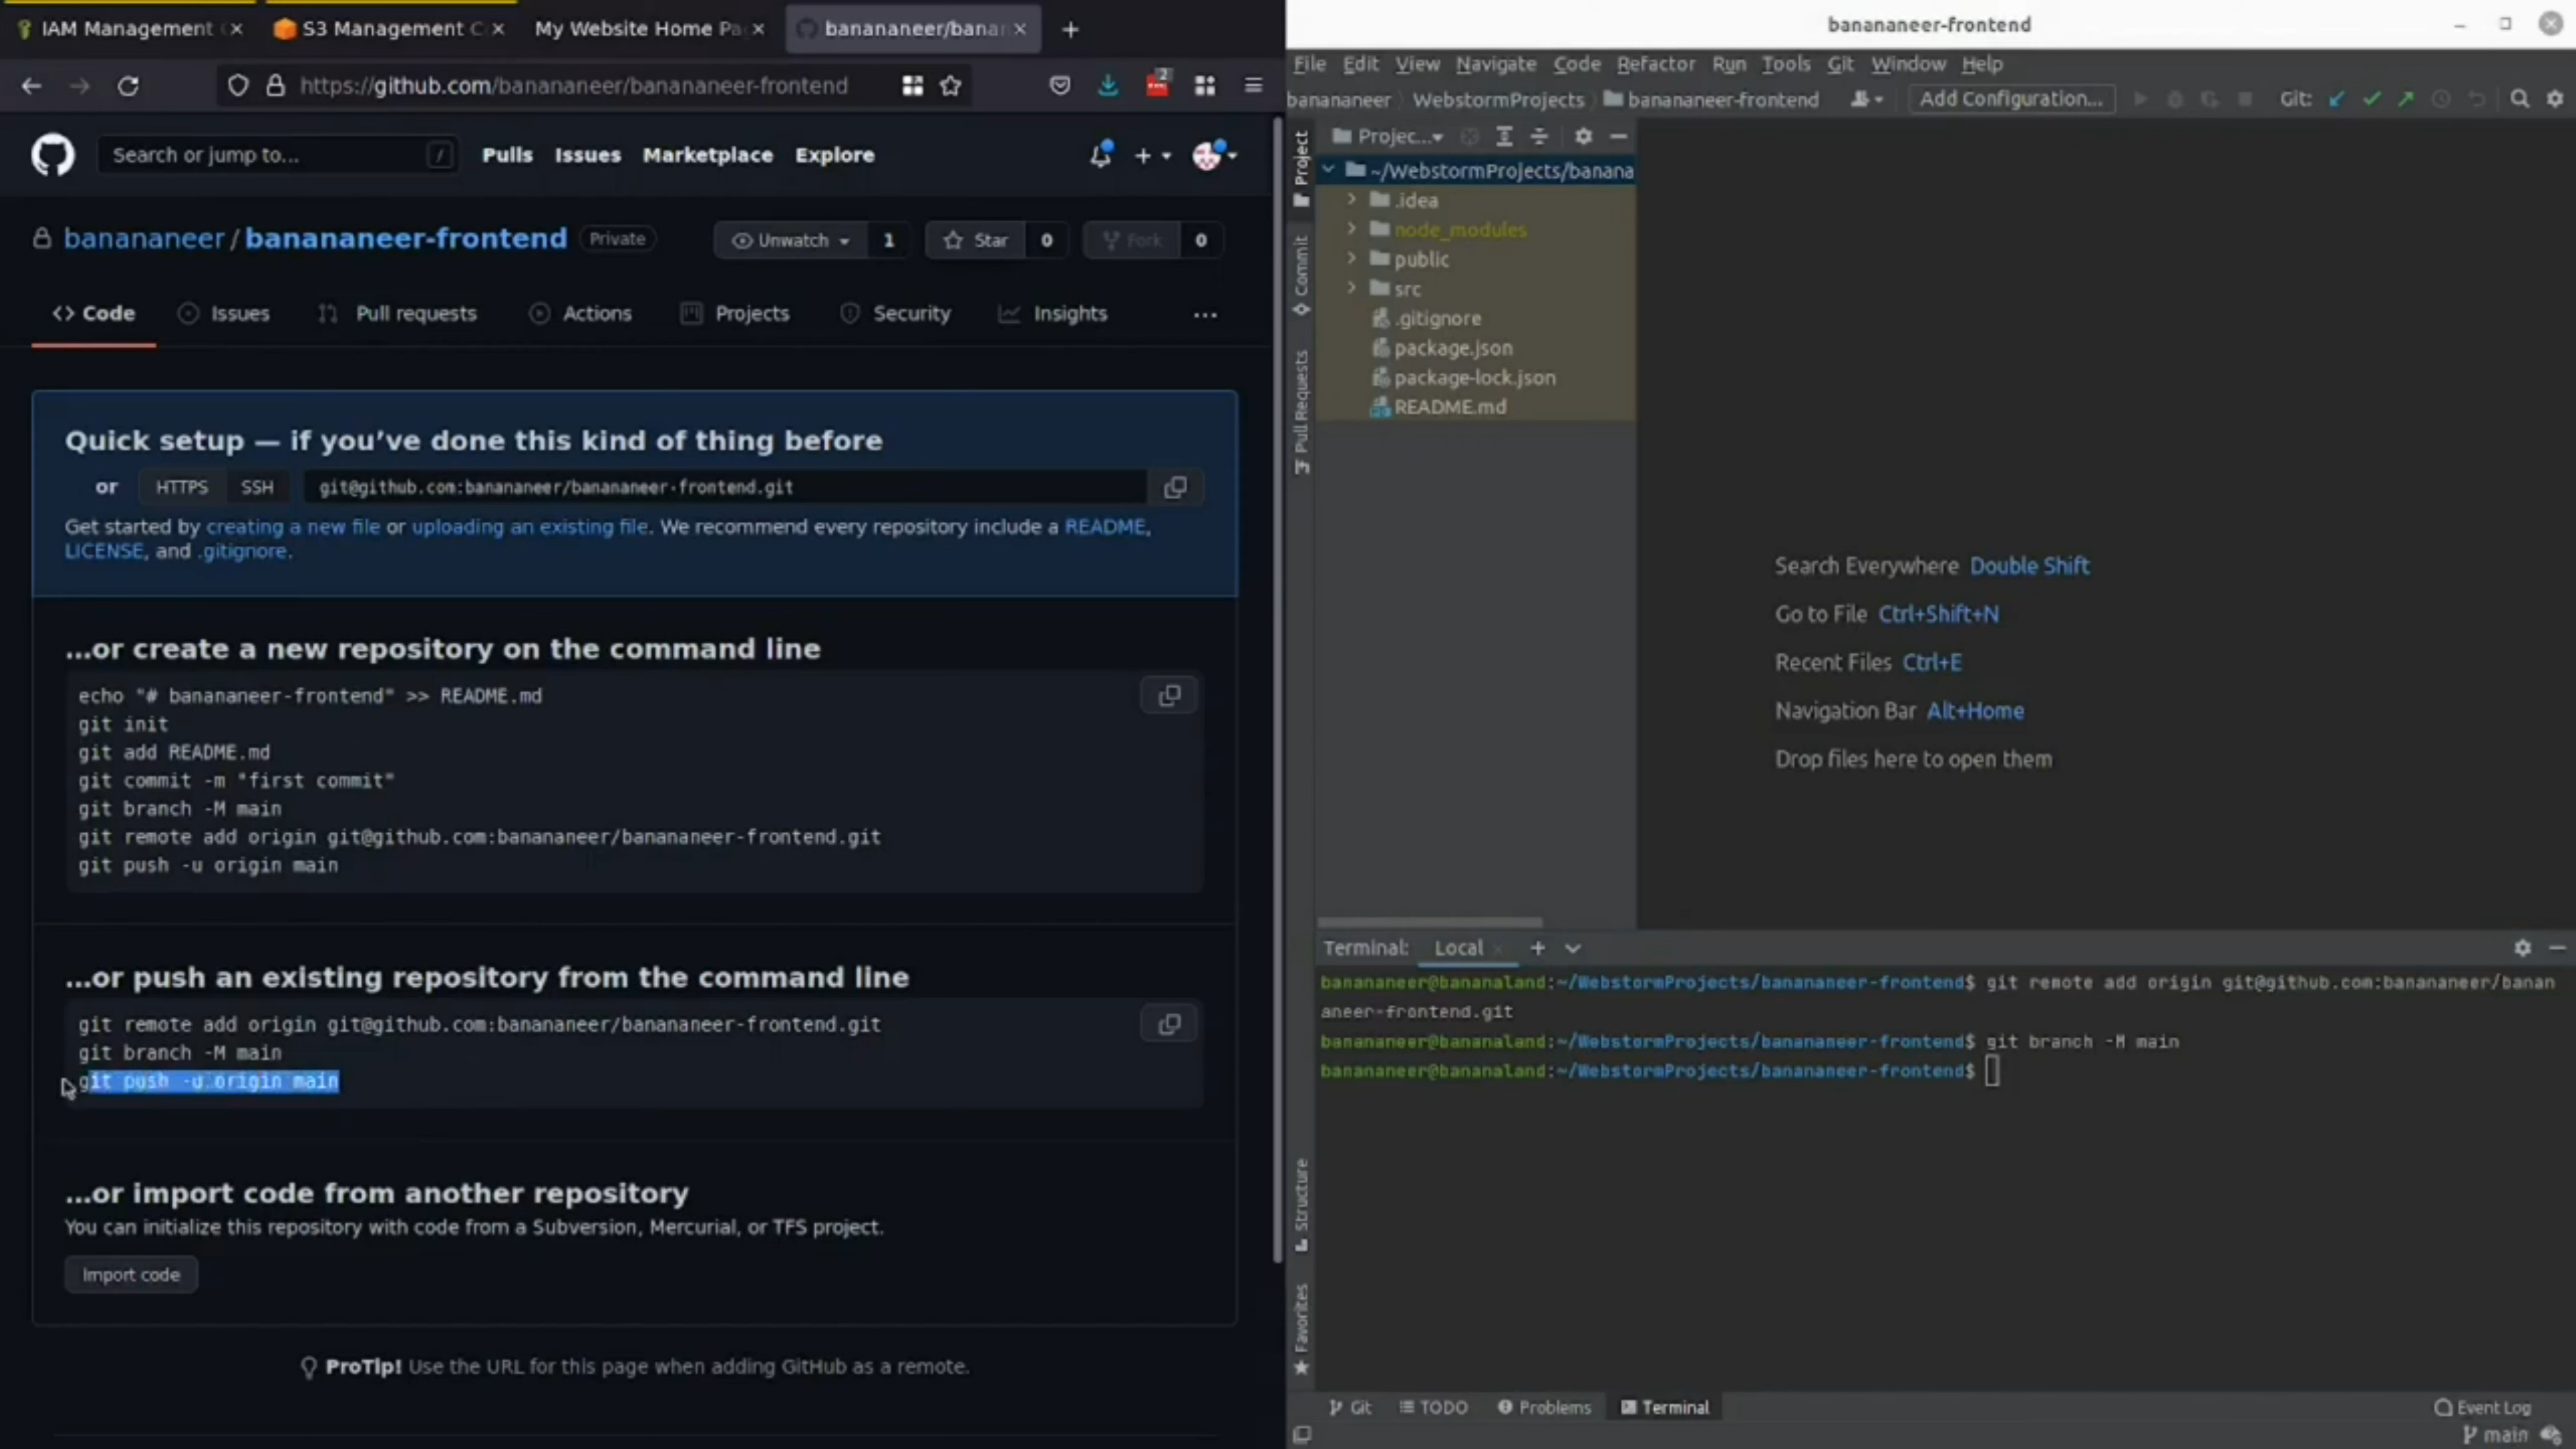 IAM Management
S3 Management C
My Website Home Pa
banananeer/bana
https://github.com/banananeer/banananeer-frontend
2
Search or jump to...
/
Pulls
Issues
Marketplace
Explore
banananeer / banananeer-frontend
Private
Unwatch
1
Star
0
Fork
0
Code
Issues
Pull requests
Actions
Projects
Security
Insights
Quick setup — if you've done this kind of thing before
or
HTTPS
SSH
git@github.com:banananeer/banananeer-frontend.git
Get started by creating a new file or uploading an existing file. We recommend every repository include a README,
LICENSE, and .gitignore.
...or create a new repository on the command line
echo "# banananeer-frontend" >> README.md
git init
git add README.md
git commit -m "first commit"
git branch -M main
git remote add origin git@github.com:banananeer/banananeer-frontend.git
git push -u origin main
...or push an existing repository from the command line
git remote add origin git@github.com:banananeer/banananeer-frontend.git
git branch -M main
git push -u origin main
...or import code from another repository
You can initialize this repository with code from a Subversion, Mercurial, or TFS project.
Import code
ProTip! Use the URL for this page when adding GitHub as a remote.
banananeer-frontend
File Edit View Navigate Code Refactor Run Tools Git Window Help
banananeer
WebstormProjects
banananeer-frontend
Add Configuration...
Git:
Project
Commit
Pull Requests
Projec...
~/WebstormProjects/banana
.idea
node_modules
public
src
.gitignore
package.json
package-lock.json
README.md
Search Everywhere Double Shift
Go to File Ctrl+Shift+N
Recent Files Ctrl+E
Navigation Bar Alt+Home
Drop files here to open them
Terminal:
Local
banananeer@bananaland:~/WebstormProjects/banananeer-frontend$ git remote add origin git@github.com:banananeer/banan
aneer-frontend.git
banananeer@bananaland:~/WebstormProjects/banananeer-frontend$ git branch -M main
banananeer@bananaland:~/WebstormProjects/banananeer-frontend$
Structure
Favorites
Git
TODO
Problems
Terminal
Event Log
main